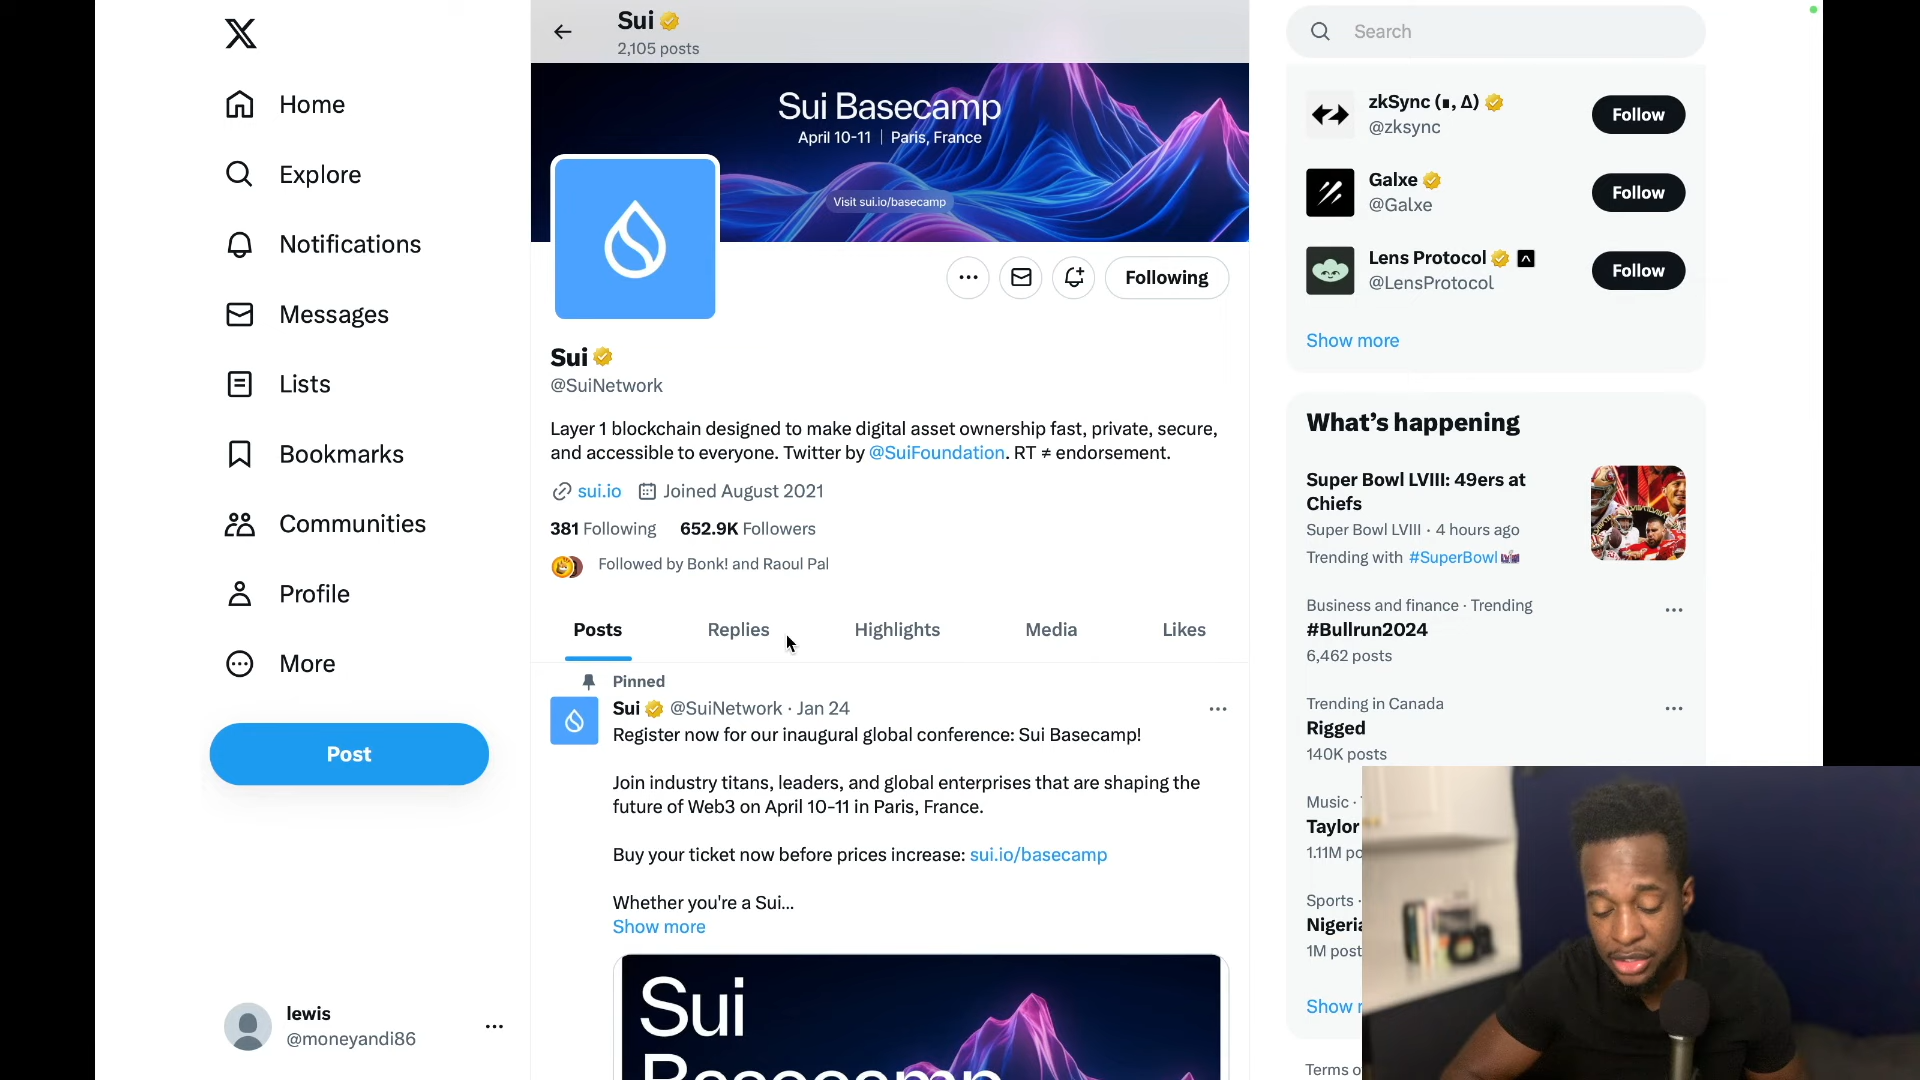 Home
Explore
Notifications
Messages
Lists
Bookmarks
Communities
Profile
More
Post
lewis
@moneyandi86
Sui
2,105 posts
Sui Basecamp
April 10-11 | Paris, France
Visit sui.io/basecamp
Following
Sui
@SuiNetwork
Layer 1 blockchain designed to make digital asset ownership fast, private, secure,
and accessible to everyone. Twitter by @SuiFoundation. RT ≠ endorsement.
sui.io Joined August 2021
381 Following 652.9K Followers
Followed by Bonk! and Raoul Pal
Posts Replies Highlights Media Likes
Pinned
Sui @SuiNetwork · Jan 24
Register now for our inaugural global conference: Sui Basecamp!
Join industry titans, leaders, and global enterprises that are shaping the
future of Web3 on April 10-11 in Paris, France.
Buy your ticket now before prices increase: sui.io/basecamp
Whether you're a Sui...
Show more
Sui
Basecamp
Search
zkSync (∎, ∆)
@zksync
Follow
Galxe
@Galxe
Follow
Lens Protocol
@LensProtocol
Follow
Show more
What's happening
Super Bowl LVIII: 49ers at
Chiefs
Super Bowl LVIII · 4 hours ago
Trending with #SuperBowl
Business and finance · Trending
#Bullrun2024
6,462 posts
Trending in Canada
Rigged
140K posts
Music ·
Taylor
1.11M po
Sports ·
Nigeria
1M post
Show
Terms o